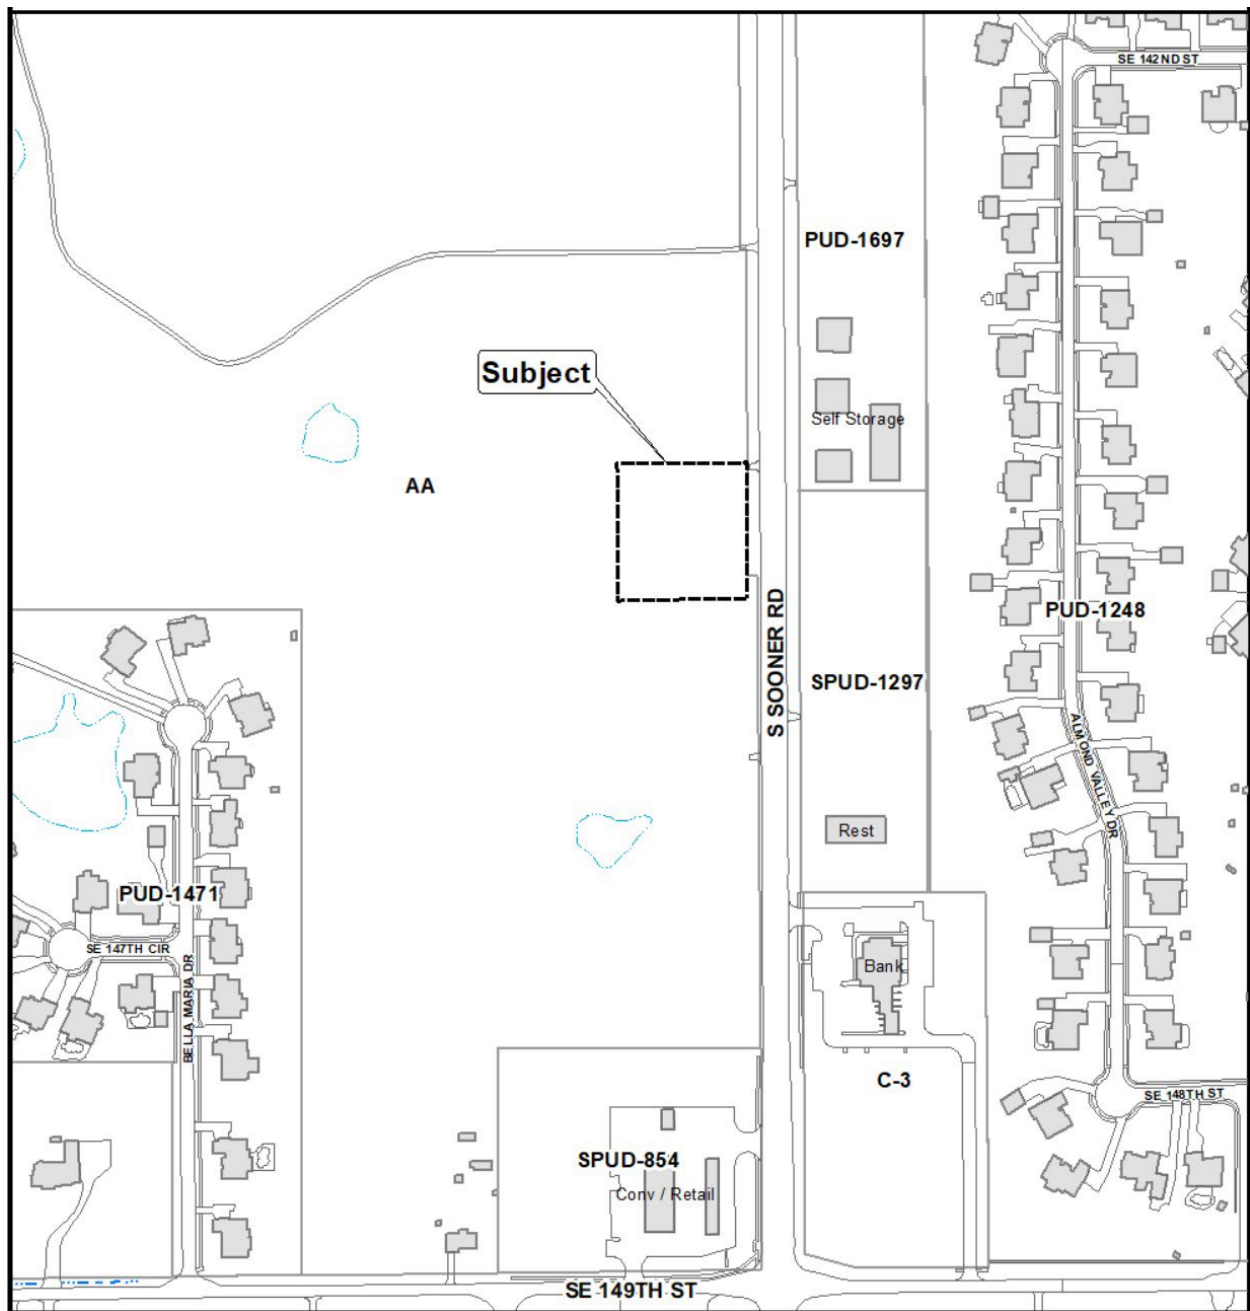 SE 142ND ST
PUD-1697
Subject
Self Storage
AA
S SOONER RD
PUD-1248
SPUD-1297
ALMOND VALLEY DR
Rest
PUD-1471
SE 147TH CIR
BELLA MARIA DR
Bank
C-3
SE 148TH ST
SPUD-854
Conv / Retail
SE 149TH ST